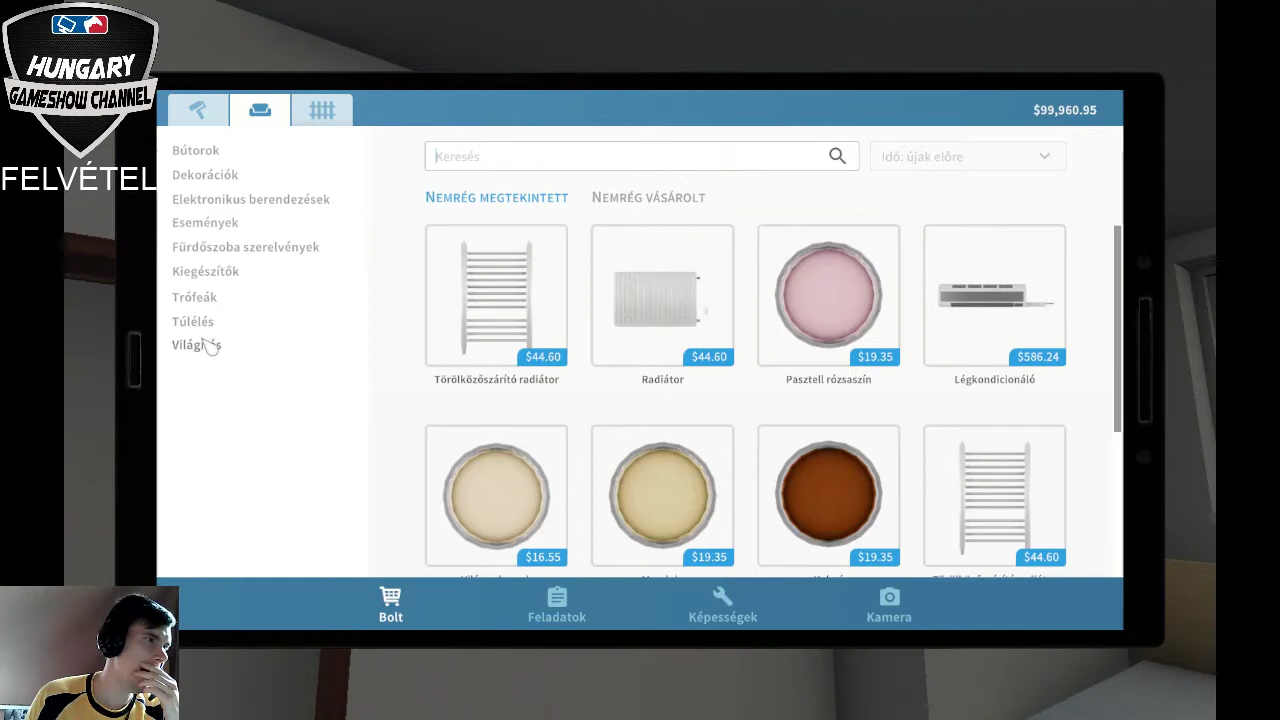 HUNGARY
GAMESHOW CHANNEL
FELVÉTEL
$99,960.95
Bútorok
Dekorációk
Elektronikus berendezések
Események
Fürdőszoba szerelvények
Kiegészítők
Trófeák
Túlélés
Keresés
Idő: újak előre
NEMRÉG MEGTEKINTETT
NEMRÉG VÁSÁROLT
$44.60
$44.60
$19.35
$586.24
Törölközőszárító radiátor
Radiátor
Pasztell rózsaszín
Légkondicionáló
$16.55
$19.35
$19.35
$44.60
Bolt
Feladatok
Képességek
Kamera